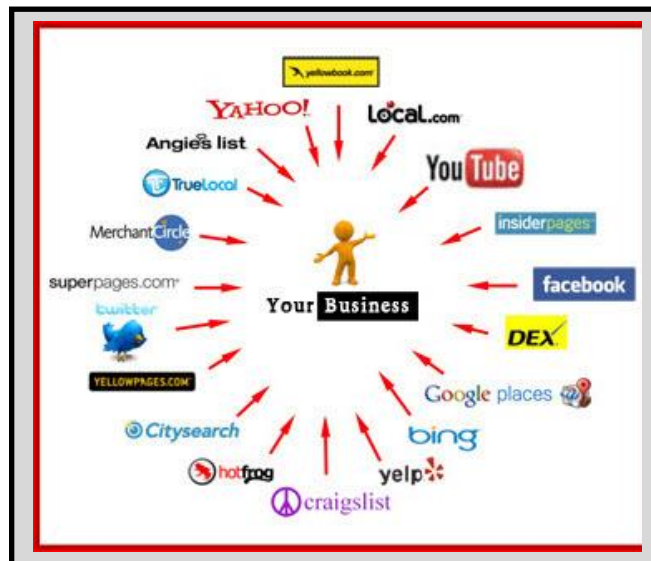 yellowbook.com
YAHOO!
Local.com
Angie's list
YouTube
TrueLocal
insiderpages
MerchantCircle
superpages.com
facebook
twitter
Your Business
DEX
YELLOWPAGES.COM
Google places
Citysearch
bing
hotfrog
yelp
craigslist